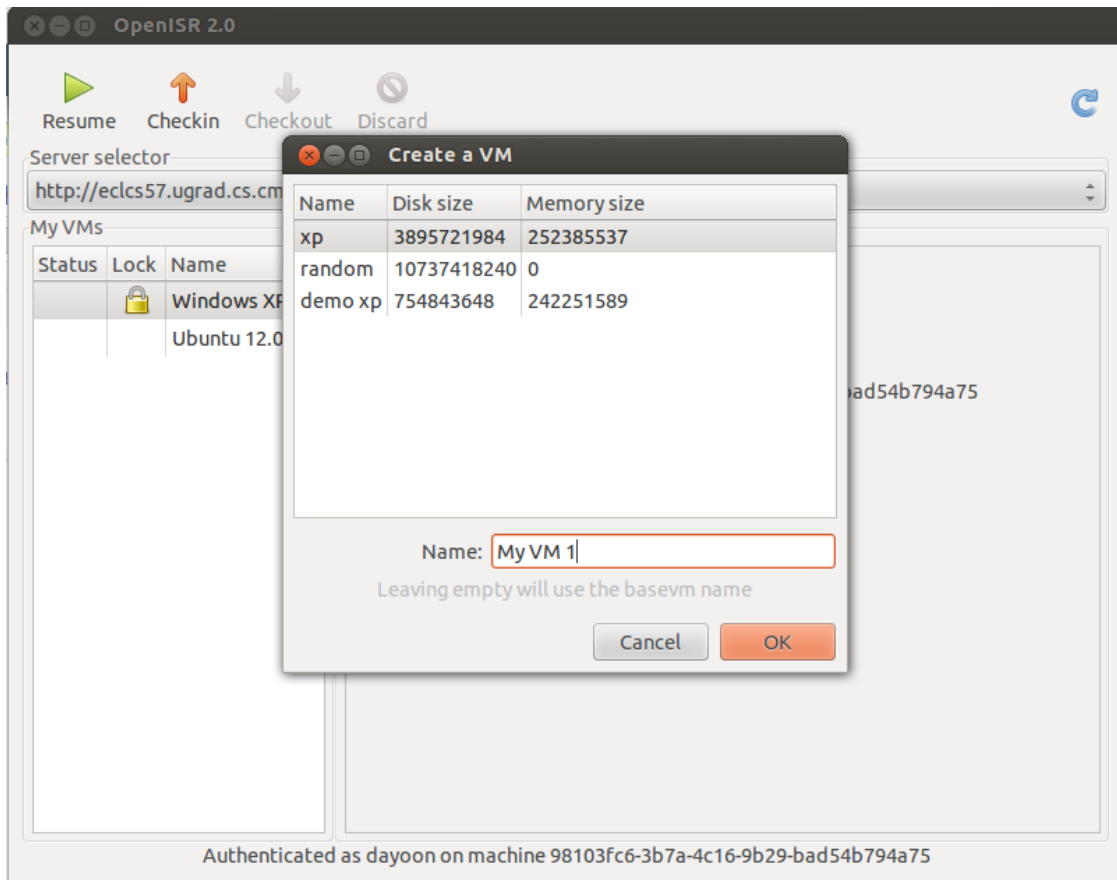 OpenISR 2.0
Resume Checkin Checkout Discard
Server selector
http://eclcs57.ugrad.cs.cm
My VMs
Status Lock Name
Windows XP
Ubuntu 12.0
Create a VM
Name Disk size Memory size
xp 3895721984 252385537
random 10737418240 0
demo xp 754843648 242251589
Name: My VM 1
Leaving empty will use the basevm name
Cancel OK
ad54b794a75
Authenticated as dayoon on machine 98103fc6-3b7a-4c16-9b29-bad54b794a75